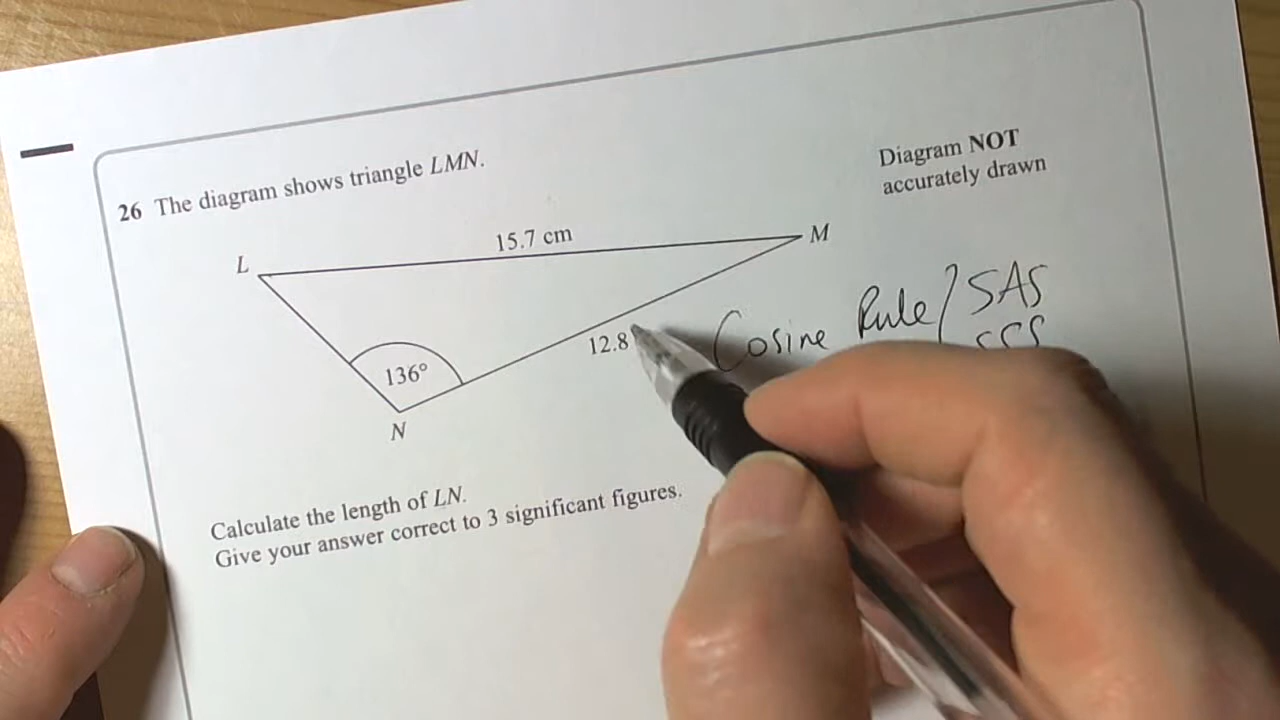 26 The diagram shows triangle LMN.
Diagram NOT
accurately drawn
L
15.7 cm
M
12.8
136°
N
Cosine Rule / SAS
SSS
Calculate the length of LN.
Give your answer correct to 3 significant figures.